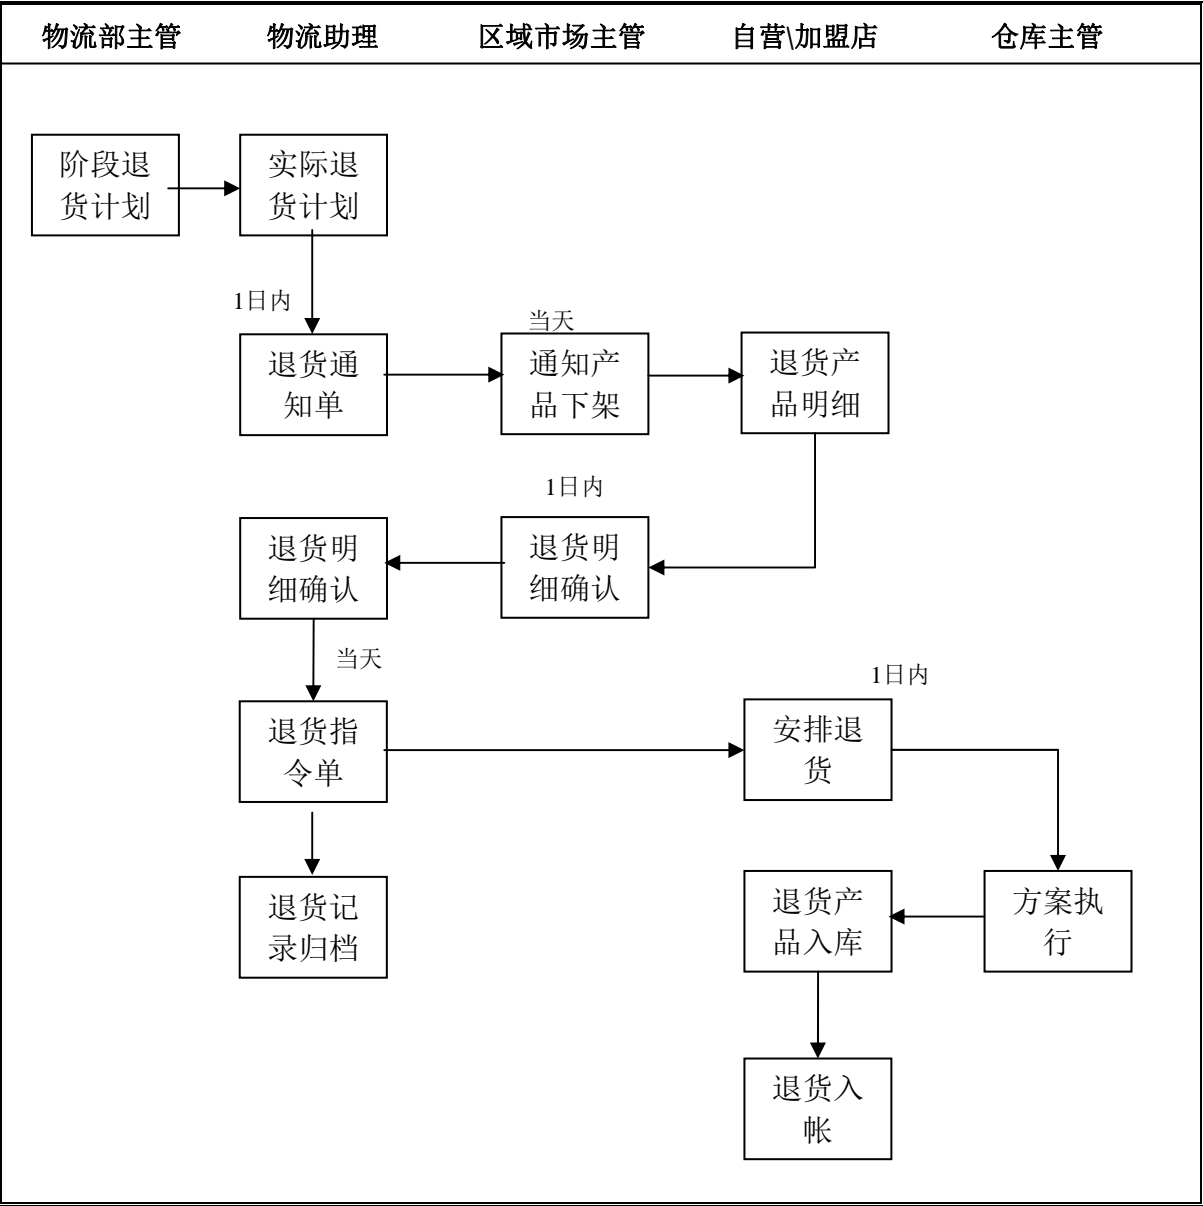 物流部主管 物流助理 区域市场主管 自营\加盟店 仓库主管
阶段退
货计划
实际退
货计划
1日内
退货通
知单
当天
通知产
品下架
退货产
品明细
1日内
退货明
细确认
退货明
细确认
当天
退货指
令单
1日内
安排退
货
退货记
录归档
退货产
品入库
方案执
行
退货入
帐